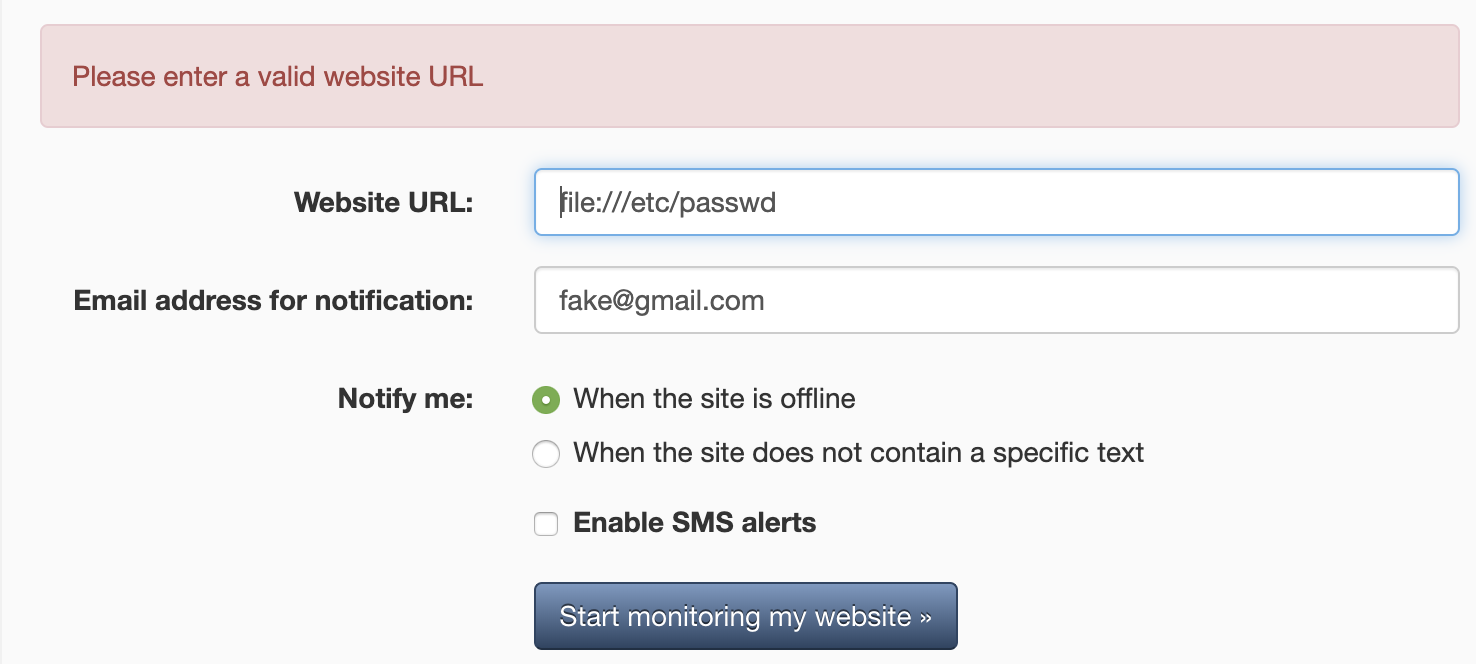 Please enter a valid website URL
Website URL: file:///etc/passwd
Email address for notification: fake@gmail.com
Notify me: When the site is offline
When the site does not contain a specific text
Enable SMS alerts
Start monitoring my website »